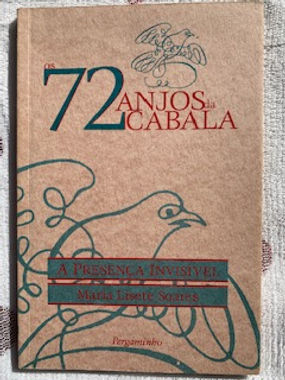 os
72 ANJOS da
CABALA
A PRESENÇA INVISÍVEL
Maria Lisete Soares
Pergaminho